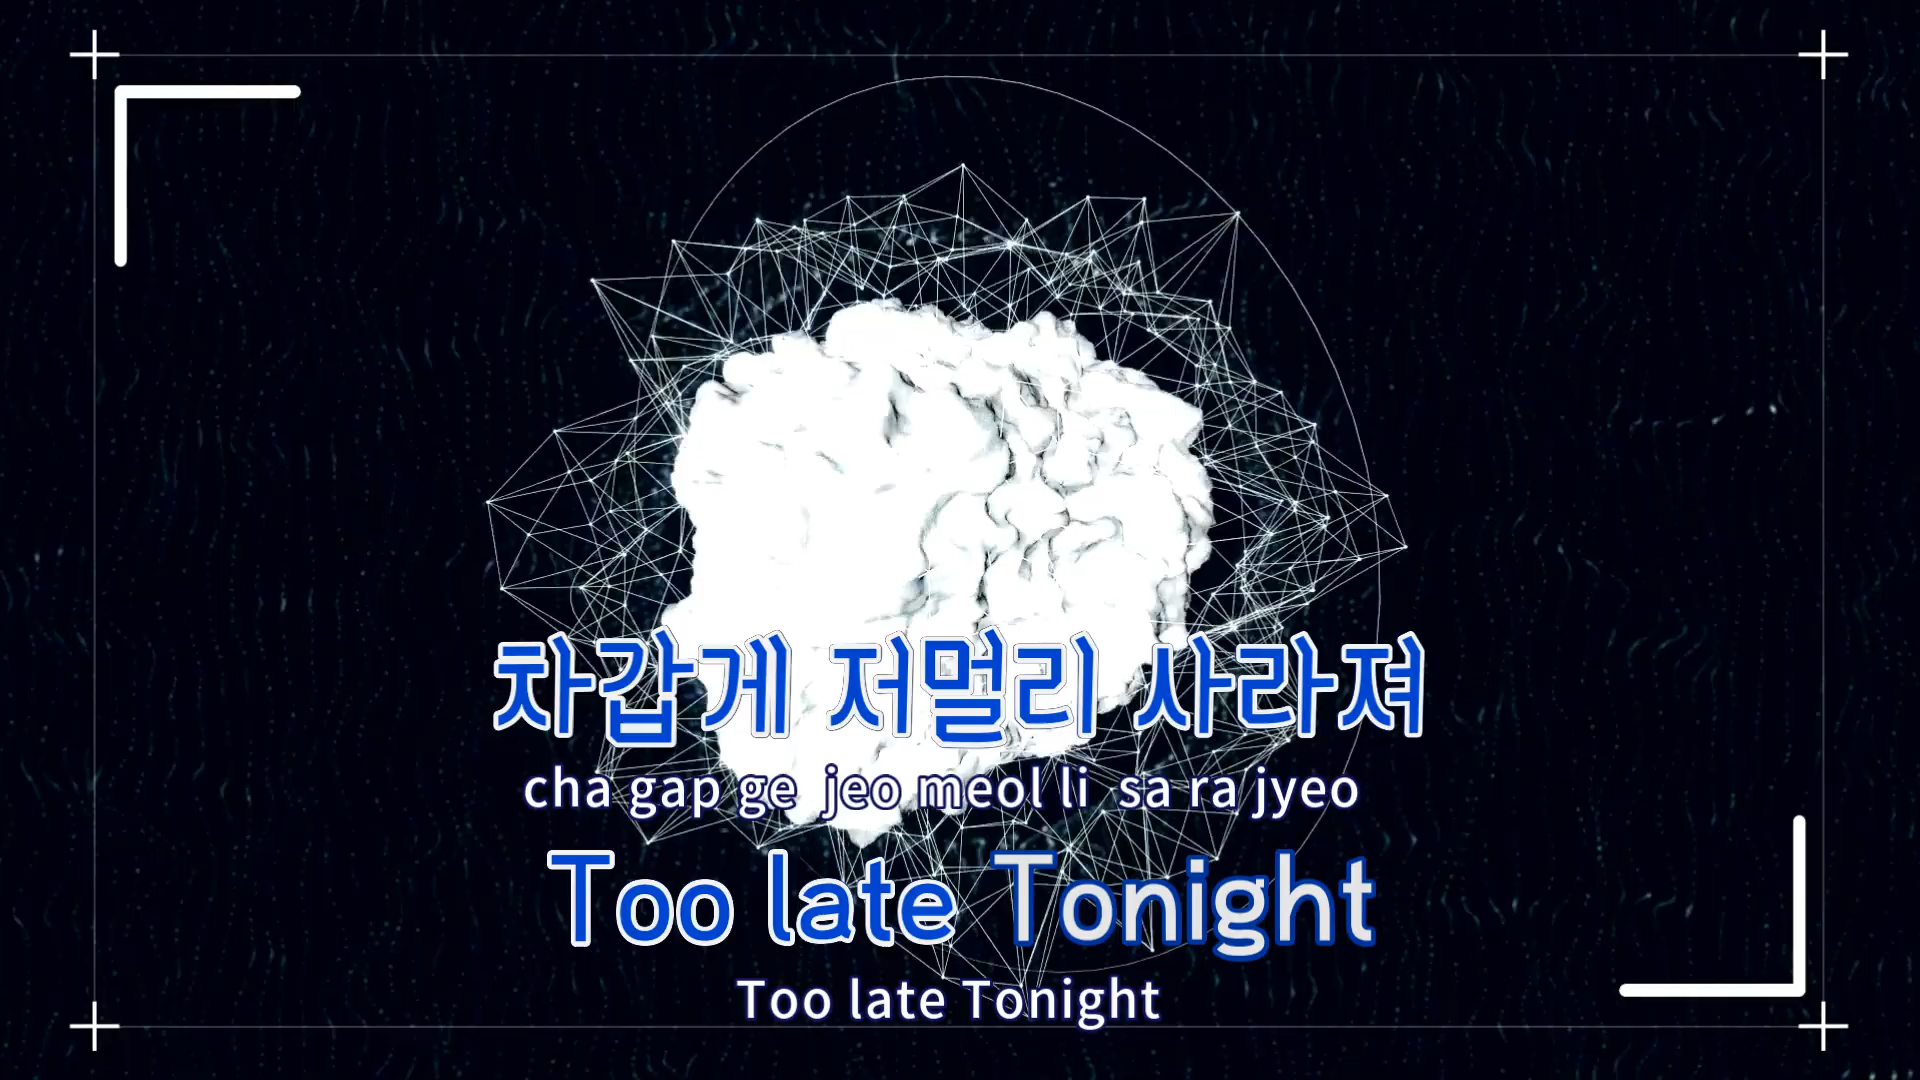 차갑게 저멀리 사라져
cha gap ge jeo meol li sa ra jyeo
Too late Tonight
Too late Tonight